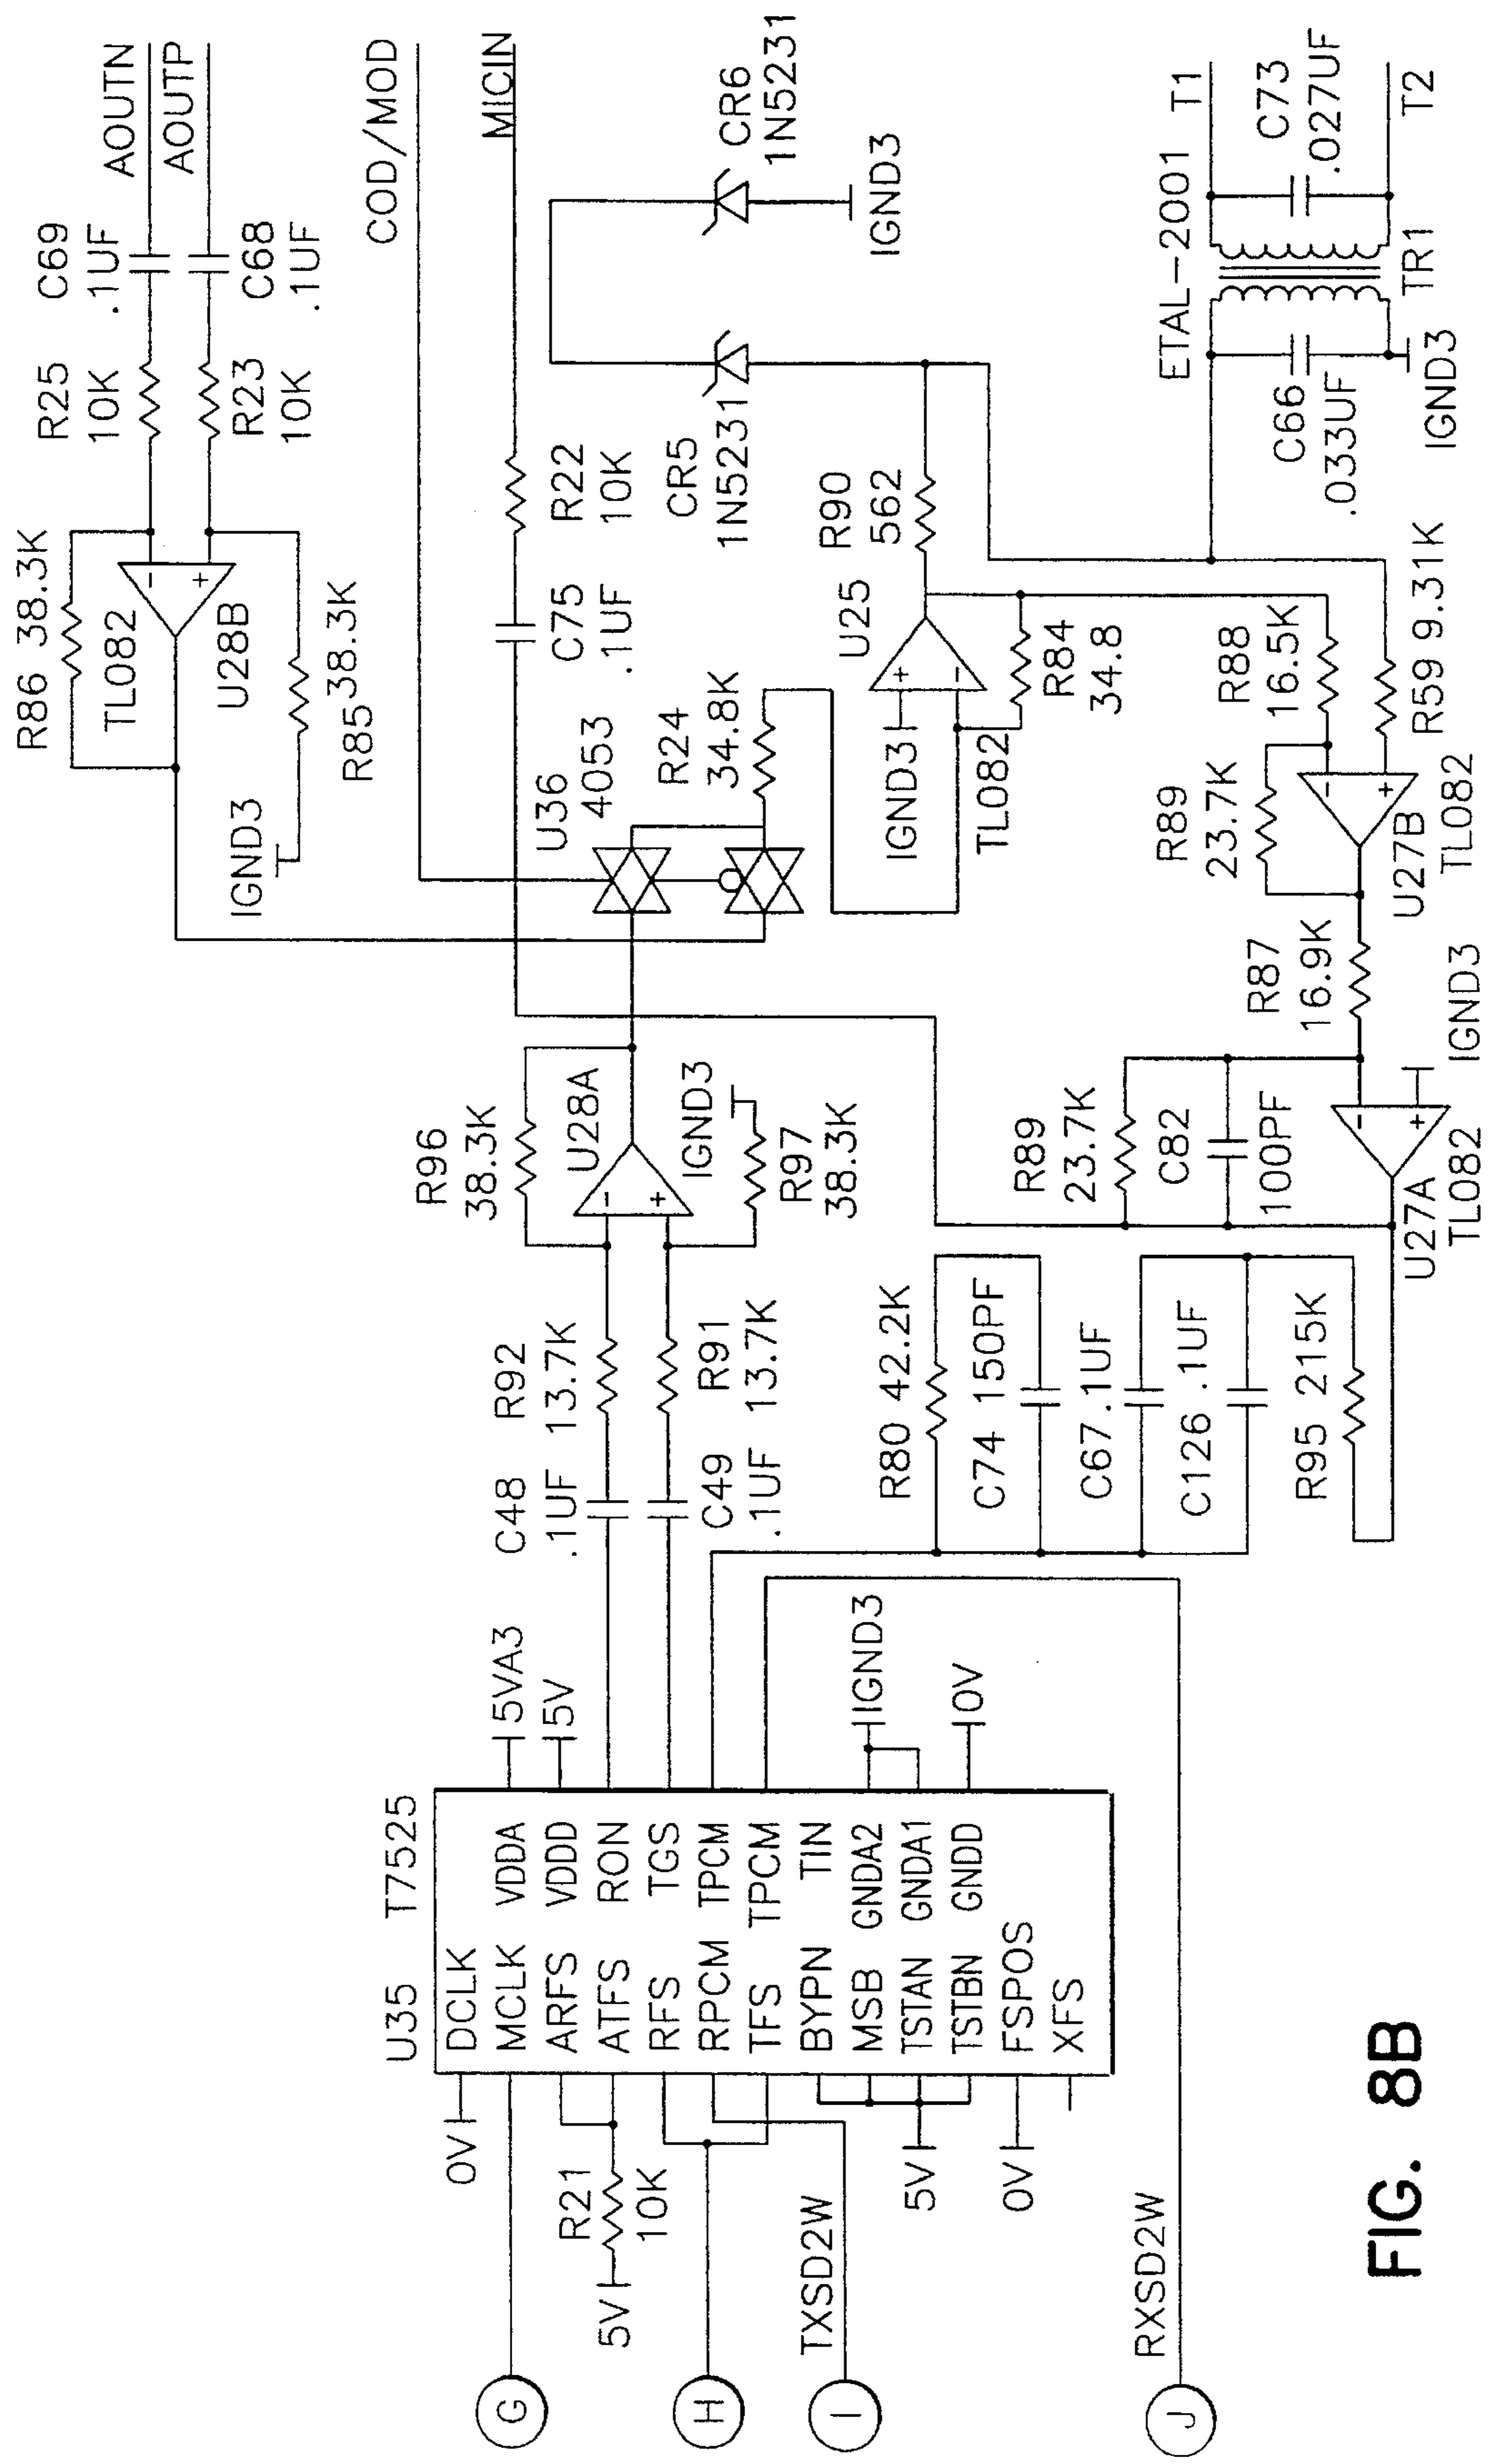 U35 T7525
DCLK
MCLK VDDA
ARFS VDDD
ATFS RON
RFS TGS
RPCM TPCM
TFS TPCM
BYPN TIN
MSB GNDA2
TSTAN GNDA1
TSTBN GNDD
FSPOS
XFS
0V
5V
R21
10K
TXSD2W
5V
0V
RXSD2W
G
H
I
J
5VA3
5V
IGND3
0V
C48
.1UF
R92
13.7K
C49
.1UF
R91
13.7K
R96
38.3K
U28A
IGND3
R97
38.3K
R80 42.2K
C74 150PF
C67 .1UF
C126 .1UF
R95 215K
R89
23.7K
C82
100PF
U27A
TL082
IGND3
R87
16.9K
R89
23.7K
U27B
TL082
R88
16.5K
R59 9.31K
R86 38.3K
TL082
U28B
R85 38.3K
IGND3
R25
10K
C69
.1UF
R23
10K
C68
.1UF
AOUTN
AOUTP
COD/MOD
MICIN
U36
4053
R24
34.8K
C75
.1UF
R22
10K
CR5
1N5231
CR6
1N5231
IGND3
U25
IGND3
TL082
R84
34.8
R90
562
ETAL-2001
T1
C73
.027UF
T2
TR1
C66
.033UF
IGND3
+
-
+
-
+
-
+
-
+
-
FIG. 8B